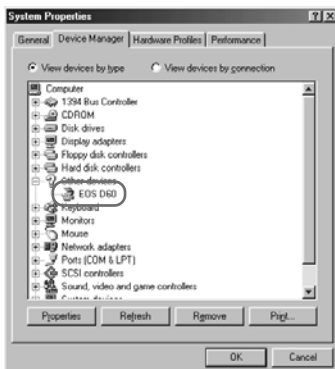 System Properties
General Device Manager Hardware Profiles Performance
View devices by type View devices by connection
Computer
1394 Bus Controller
CDROM
Disk drives
Display adapters
Floppy disk controllers
Hard disk controllers
Other devices
EOS D60
Keyboard
Monitors
Mouse
Network adapters
Ports (COM & LPT)
SCSI controllers
Sound, video and game controllers
System devices
Properties Refresh Remove Print...
OK Cancel